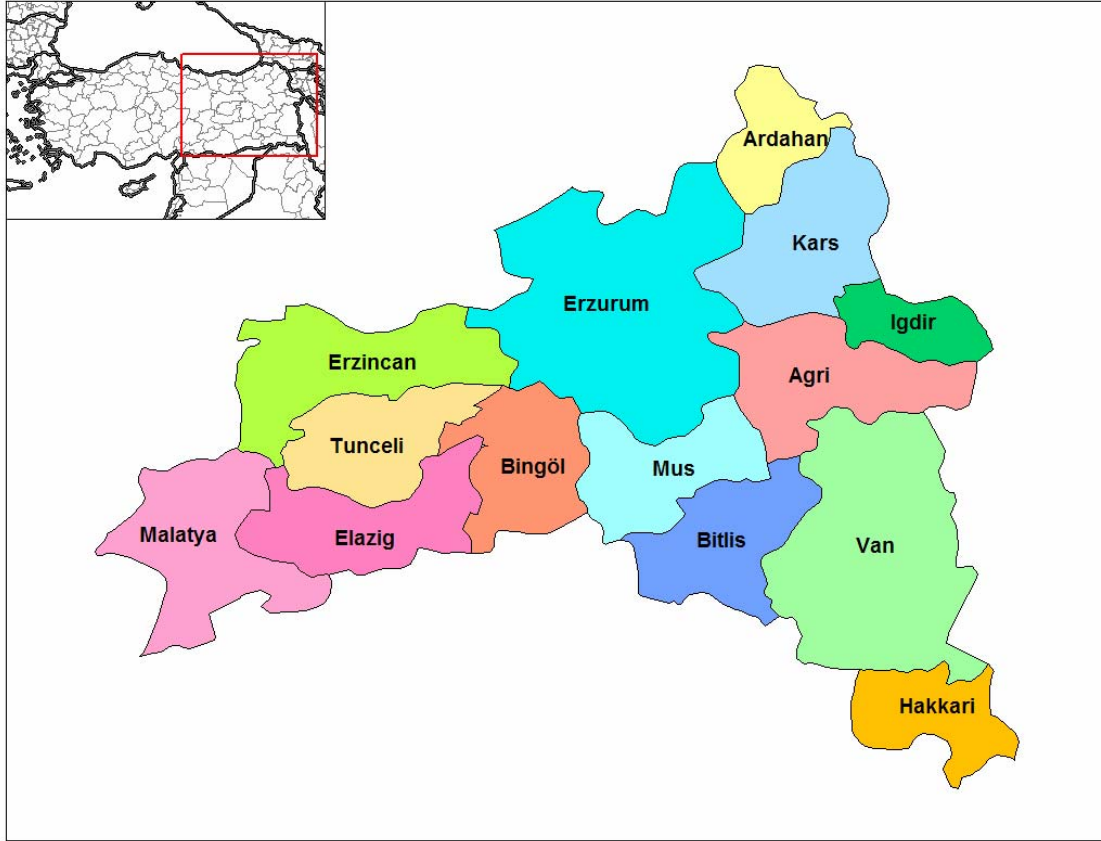 Ardahan
Kars
Erzurum
Igdir
Erzincan
Agri
Tunceli
Bingöl
Mus
Malatya
Elazig
Bitlis
Van
Hakkari